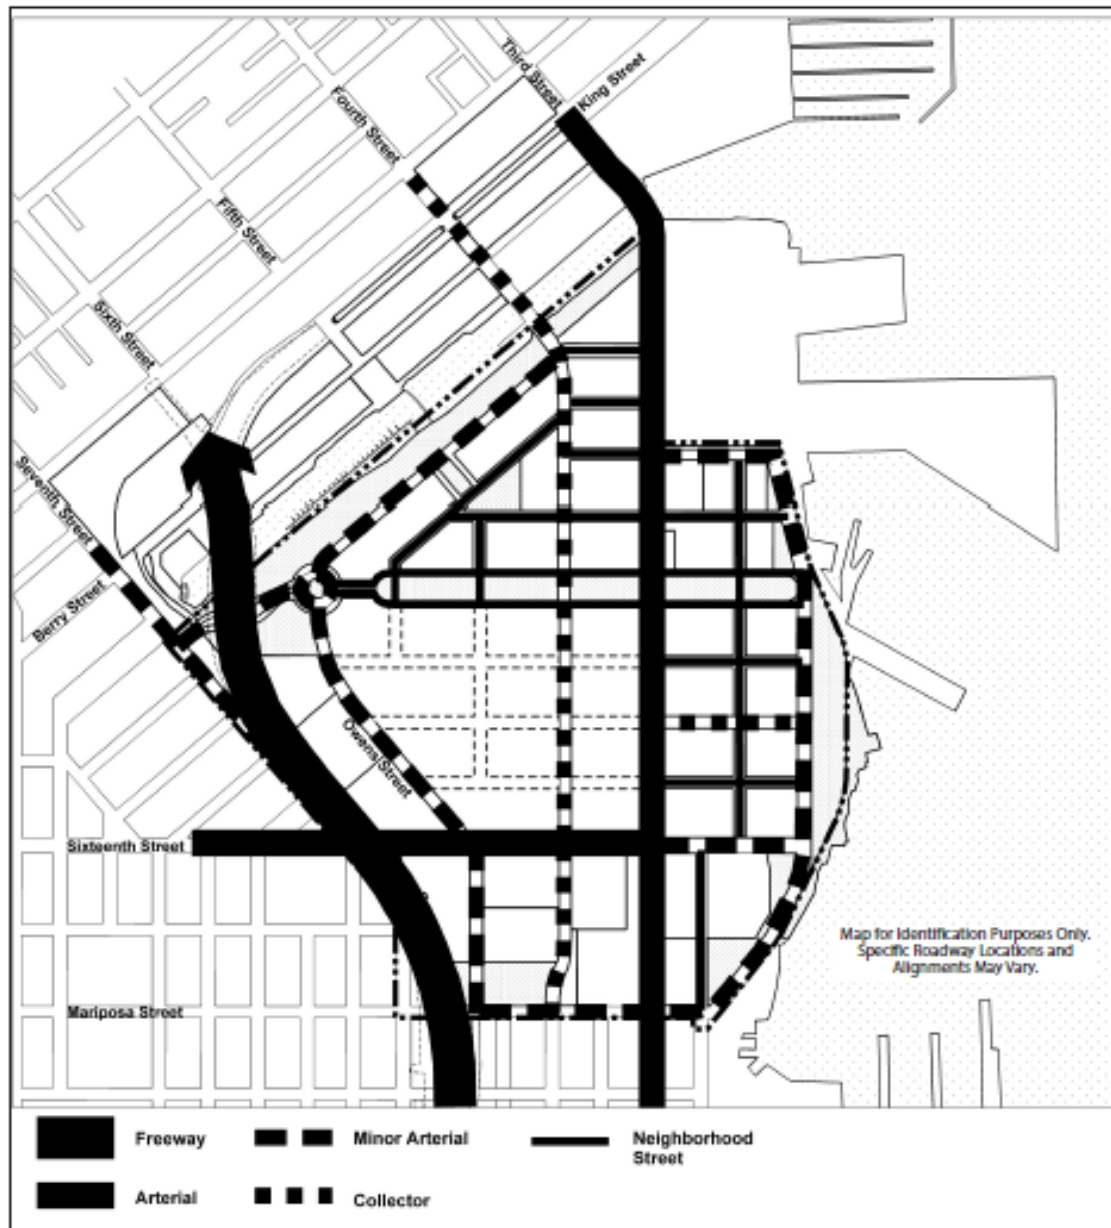 Third Street
King Street
Fourth Street
Fifth Street
Sixth Street
Seventh Street
Berry Street
Owens Street
Sixteenth Street
Map for Identification Purposes Only.
Specific Roadway Locations and
Alignments May Vary.
Mariposa Street
Freeway
Minor Arterial
Neighborhood
Street
Arterial
Collector